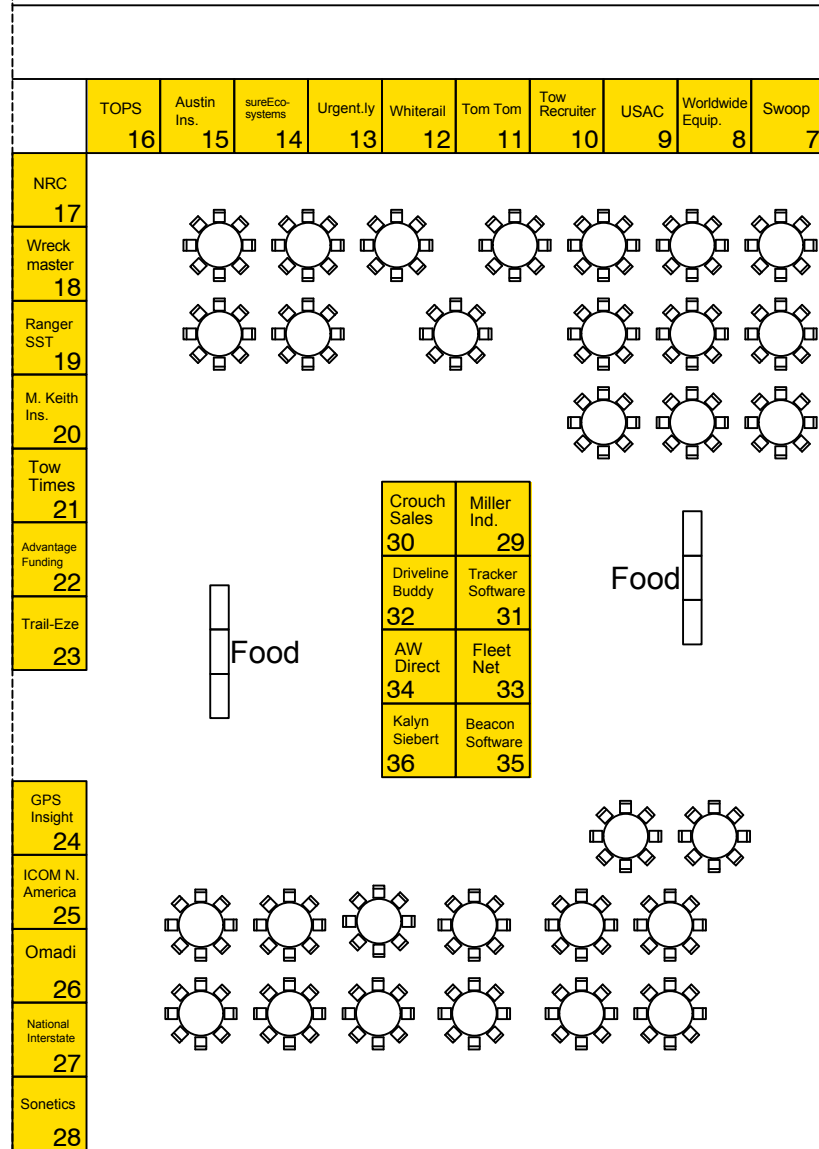 TOPS
16
Austin
Ins.
15
sureEco-
systems
14
Urgent.ly
13
Whiterail
12
Tom Tom
11
Tow
Recruiter
10
USAC
9
Worldwide
Equip.
8
Swoop
7
NRC
17
Wreck
master
18
Ranger
SST
19
M. Keith
Ins.
20
Tow
Times
21
Advantage
Funding
22
Trail-Eze
23
Crouch
Sales
30
Miller
Ind.
29
Driveline
Buddy
32
Tracker
Software
31
AW
Direct
34
Fleet
Net
33
Kalyn
Siebert
36
Beacon
Software
35
Food
Food
GPS
Insight
24
ICOM N.
America
25
Omadi
26
National
Interstate
27
Sonetics
28